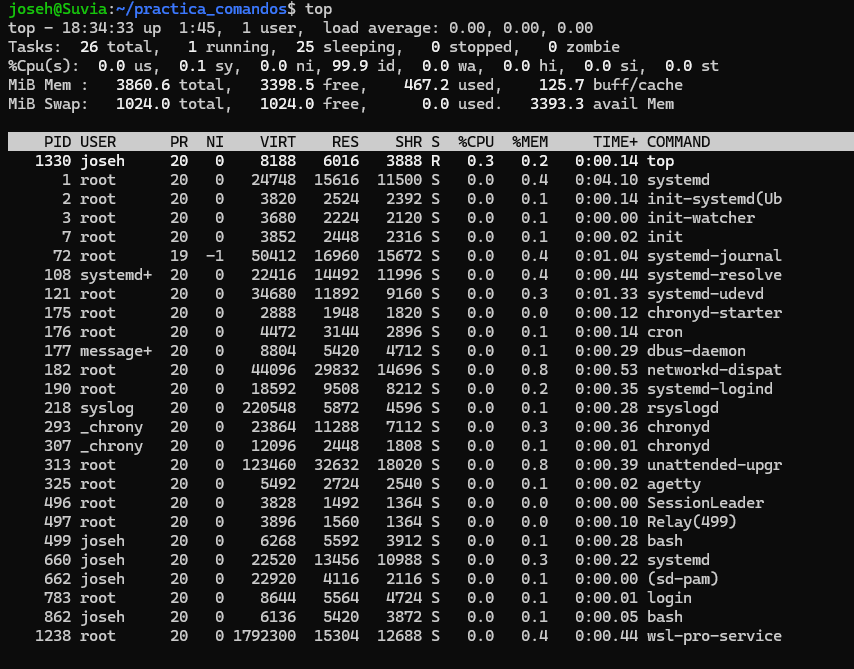 joseh@Suvia:~/practica_comandos$ top
top - 18:34:33 up  1:45,  1 user,  load average: 0.00, 0.00, 0.00
Tasks:  26 total,   1 running,  25 sleeping,   0 stopped,   0 zombie
%Cpu(s):  0.0 us,  0.1 sy,  0.0 ni, 99.9 id,  0.0 wa,  0.0 hi,  0.0 si,  0.0 st
MiB Mem :   3860.6 total,   3398.5 free,    467.2 used,    125.7 buff/cache
MiB Swap:   1024.0 total,   1024.0 free,      0.0 used.   3393.3 avail Mem
PID USER      PR  NI    VIRT    RES    SHR S  %CPU  %MEM     TIME+ COMMAND
1330 joseh     20   0    8188   6016   3888 R   0.3   0.2   0:00.14 top
1 root      20   0   24748  15616  11500 S   0.0   0.4   0:04.10 systemd
2 root      20   0    3820   2524   2392 S   0.0   0.1   0:00.14 init-systemd(Ub
3 root      20   0    3680   2224   2120 S   0.0   0.1   0:00.00 init-watcher
7 root      20   0    3852   2448   2316 S   0.0   0.1   0:00.02 init
72 root      19  -1   50412  16960  15672 S   0.0   0.4   0:01.04 systemd-journal
108 systemd+  20   0   22416  14492  11996 S   0.0   0.4   0:00.44 systemd-resolve
121 root      20   0   34680  11892   9160 S   0.0   0.3   0:01.33 systemd-udevd
175 root      20   0    2888   1948   1820 S   0.0   0.0   0:00.12 chronyd-starter
176 root      20   0    4472   3144   2896 S   0.0   0.1   0:00.14 cron
177 message+  20   0    8804   5420   4712 S   0.0   0.1   0:00.29 dbus-daemon
182 root      20   0   44096  29832  14696 S   0.0   0.8   0:00.53 networkd-dispat
190 root      20   0   18592   9508   8212 S   0.0   0.2   0:00.35 systemd-logind
218 syslog    20   0  220548   5872   4596 S   0.0   0.1   0:00.28 rsyslogd
293 _chrony   20   0   23864  11288   7112 S   0.0   0.3   0:00.36 chronyd
307 _chrony   20   0   12096   2448   1808 S   0.0   0.1   0:00.01 chronyd
313 root      20   0  123460  32632  18020 S   0.0   0.8   0:00.39 unattended-upgr
325 root      20   0    5492   2724   2540 S   0.0   0.1   0:00.02 agetty
496 root      20   0    3828   1492   1364 S   0.0   0.0   0:00.00 SessionLeader
497 root      20   0    3896   1560   1364 S   0.0   0.0   0:00.10 Relay(499)
499 joseh     20   0    6268   5592   3912 S   0.0   0.1   0:00.28 bash
660 joseh     20   0   22520  13456  10988 S   0.0   0.3   0:00.22 systemd
662 joseh     20   0   22920   4116   2116 S   0.0   0.1   0:00.00 (sd-pam)
783 root      20   0    8644   5564   4724 S   0.0   0.1   0:00.01 login
862 joseh     20   0    6136   5420   3872 S   0.0   0.1   0:00.05 bash
1238 root      20   0 1792300  15304  12688 S   0.0   0.4   0:00.44 wsl-pro-service